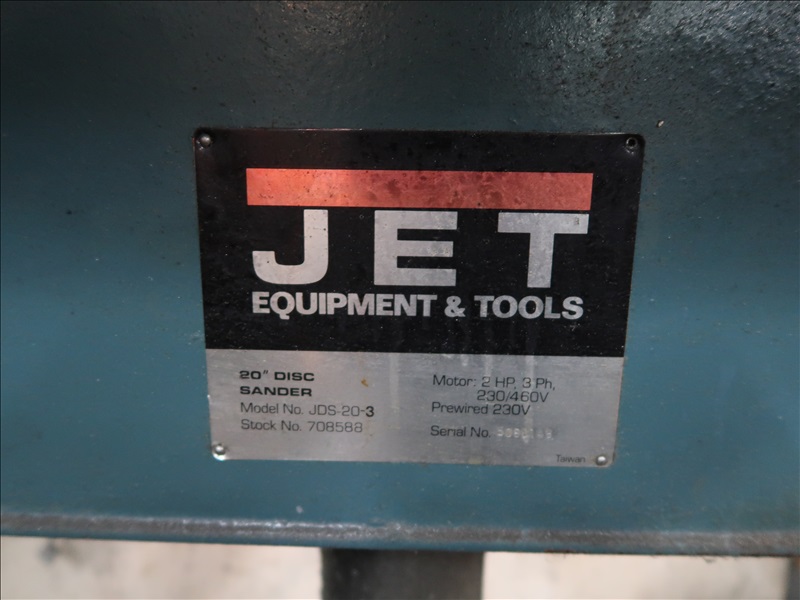 JET
EQUIPMENT & TOOLS
20" DISC
SANDER
Model No. JDS-20-3
Stock No. 708588
Motor: 2 HP, 3 Ph,
230/460V
Prewired 230V
Serial No.
Taiwan